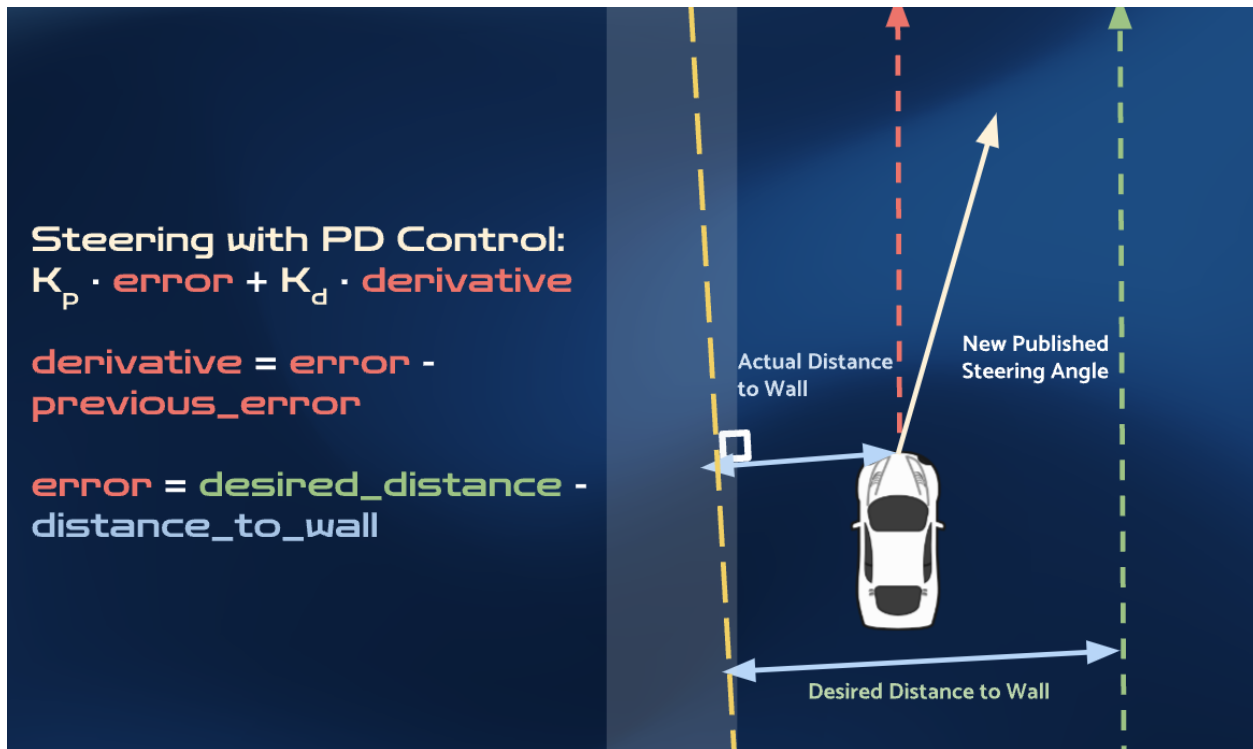 Steering with PD Control:
Kp · error + Kd · derivative
derivative = error -
previous_error
error = desired_distance -
distance_to_wall
Actual Distance
to Wall
New Published
Steering Angle
Desired Distance to Wall